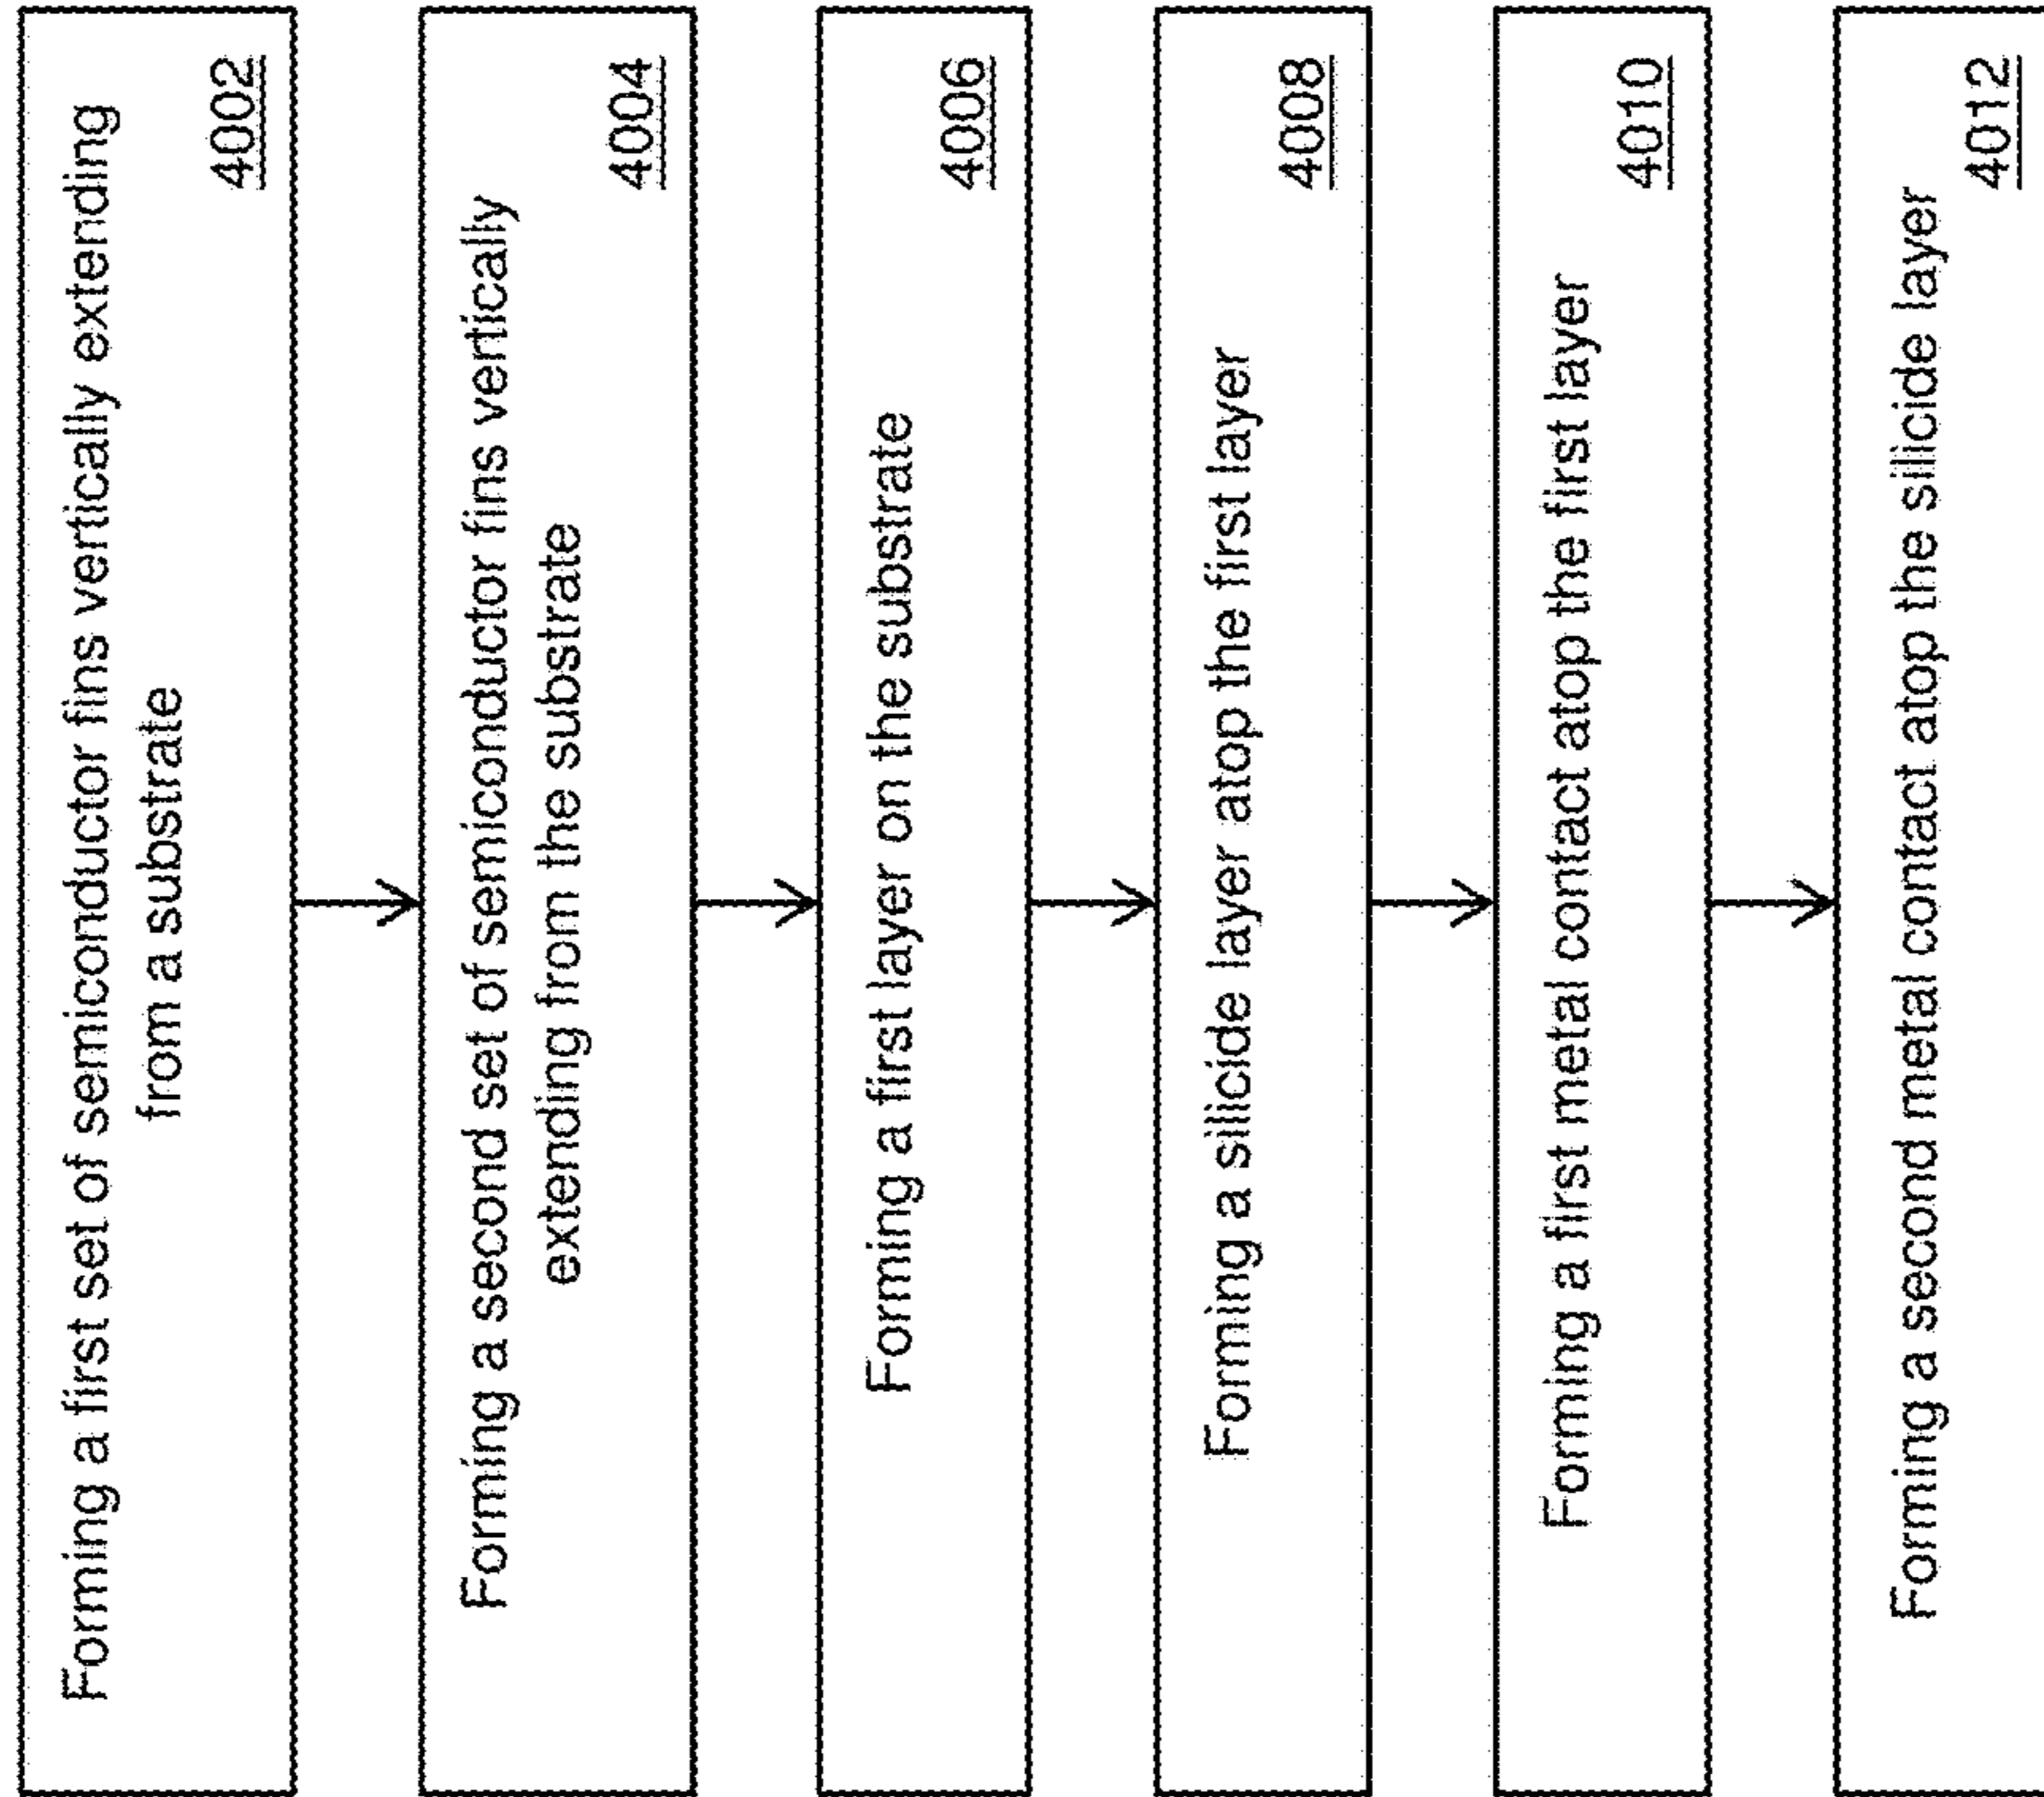 Forming a first set of semiconductor fins vertically extending
from a substrate
4002
Forming a second set of semiconductor fins vertically
extending from the substrate
4004
Forming a first layer on the substrate
4006
Forming a silicide layer atop the first layer
4008
Forming a first metal contact atop the first layer
4010
Forming a second metal contact atop the silicide layer
4012